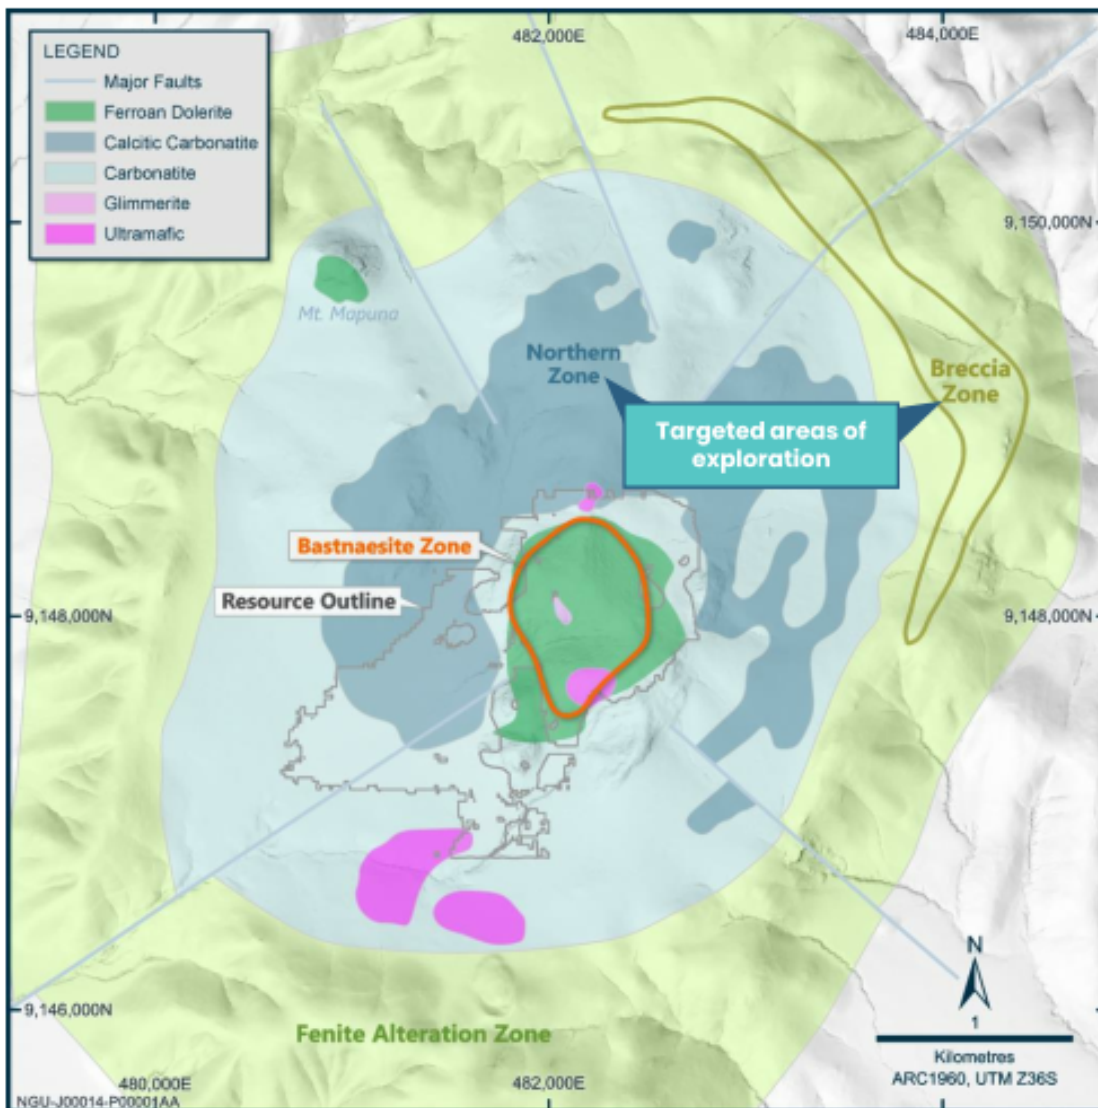 482,000E
484,000E
LEGEND
Major Faults
Ferroan Dolerite
Calcitic Carbonatite
Carbonatite
Glimmerite
Ultramafic
9,150,000N
Mt. Mapuna
Northern
Zone
Breccia
Zone
Targeted areas of
exploration
Bastnaesite Zone
Resource Outline
9,148,000N
9,148,000N
N
9,146,000N
1
Fenite Alteration Zone
Kilometres
ARC1960, UTM Z36S
480,000E
482,000E
NGU-J00014-P00001AA